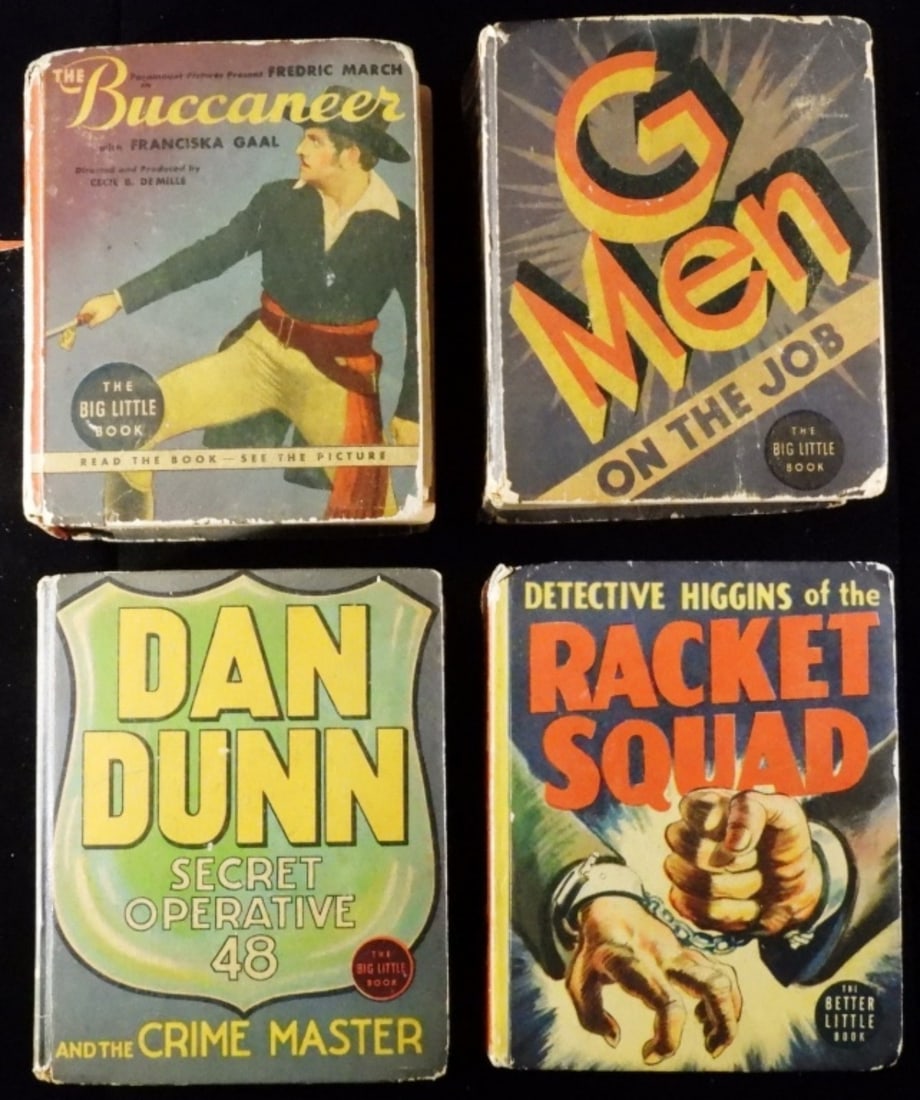 THE
Paramount Pictures Present FREDRIC MARCH
in
Buccaneer
with FRANCISKA GAAL
Directed and Produced by
CECIL B. DE MILLE
THE
BIG LITTLE
BOOK
READ THE BOOK — SEE THE PICTURE
G
Men
ON THE JOB
THE
BIG LITTLE
BOOK
DAN
DUNN
SECRET
OPERATIVE
48
THE
BIG LITTLE
BOOK
AND THE CRIME MASTER
DETECTIVE HIGGINS of the
RACKET
SQUAD
THE
BETTER
LITTLE
BOOK